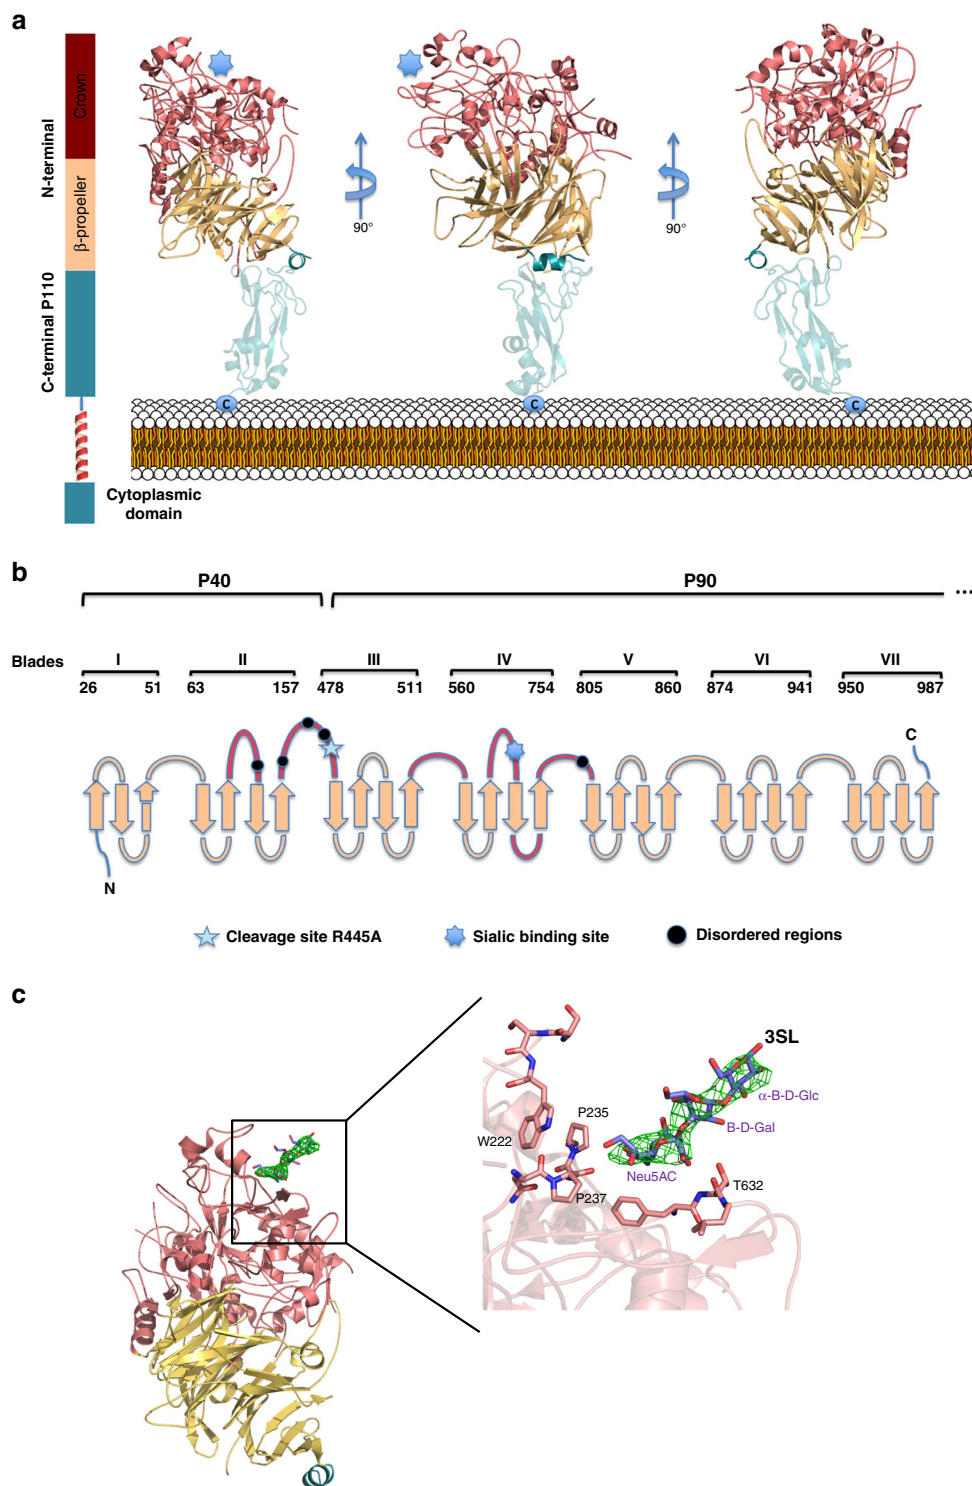 a
Crown
N-terminal
β-propeller
C-terminal P110
90°
90°
C
C
C
Cytoplasmic
domain
b
P40
P90
...
Blades
I
II
III
IV
V
VI
VII
26
51
63
157
478
511
560
754
805
860
874
941
950
987
C
N
Cleavage site R445A
Sialic binding site
Disordered regions
c
3SL
α-B-D-Glc
P235
B-D-Gal
W222
Neu5AC
P237
T632